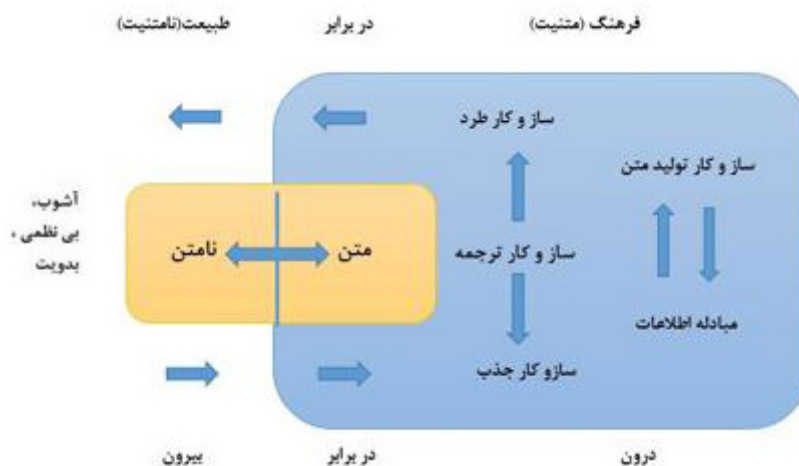 فرهنگ (متنیت) در برابر طبیعت(نامتنیت)
ساز و کار طرد
ساز و کار تولید متن
آشوب،
بی نظمی ،
بدویت
ساز و کار ترجمه
متن
نامتن
مبادله اطلاعات
سازو کار جذب
درون در برابر بیرون